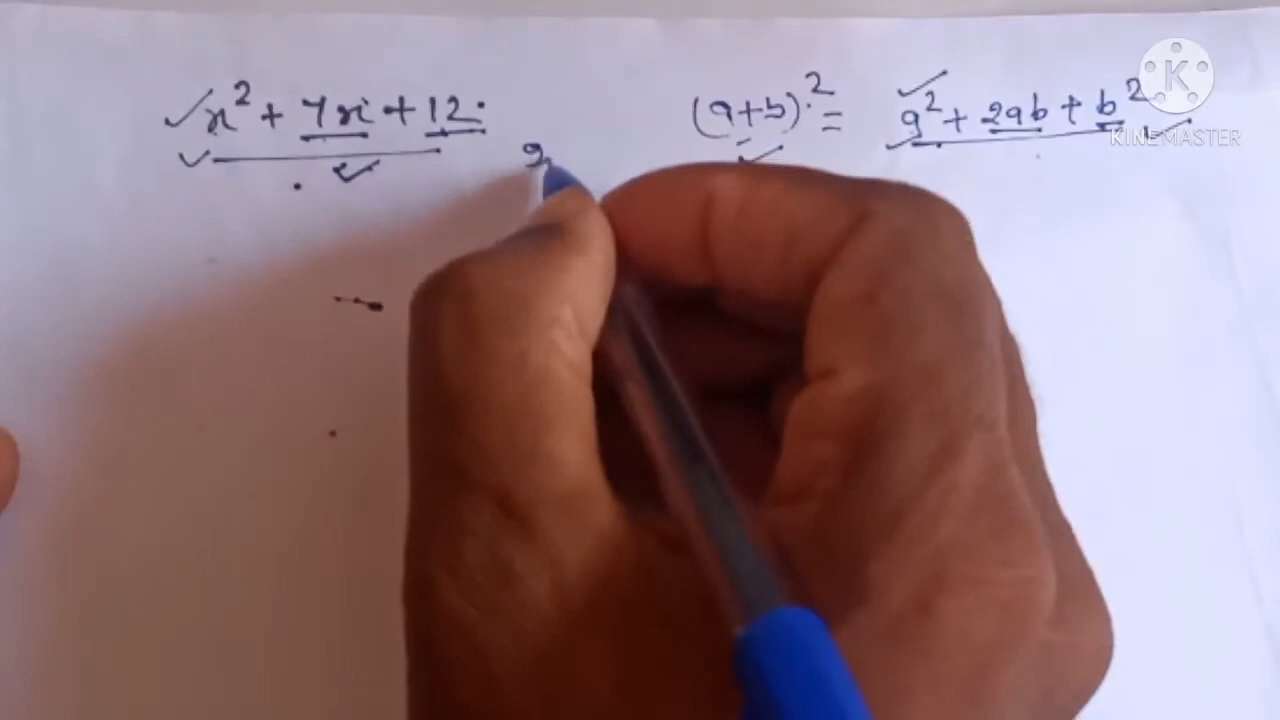 x² + 7x + 12. (a+b)² = a² + 2ab + b²
KINEMASTER